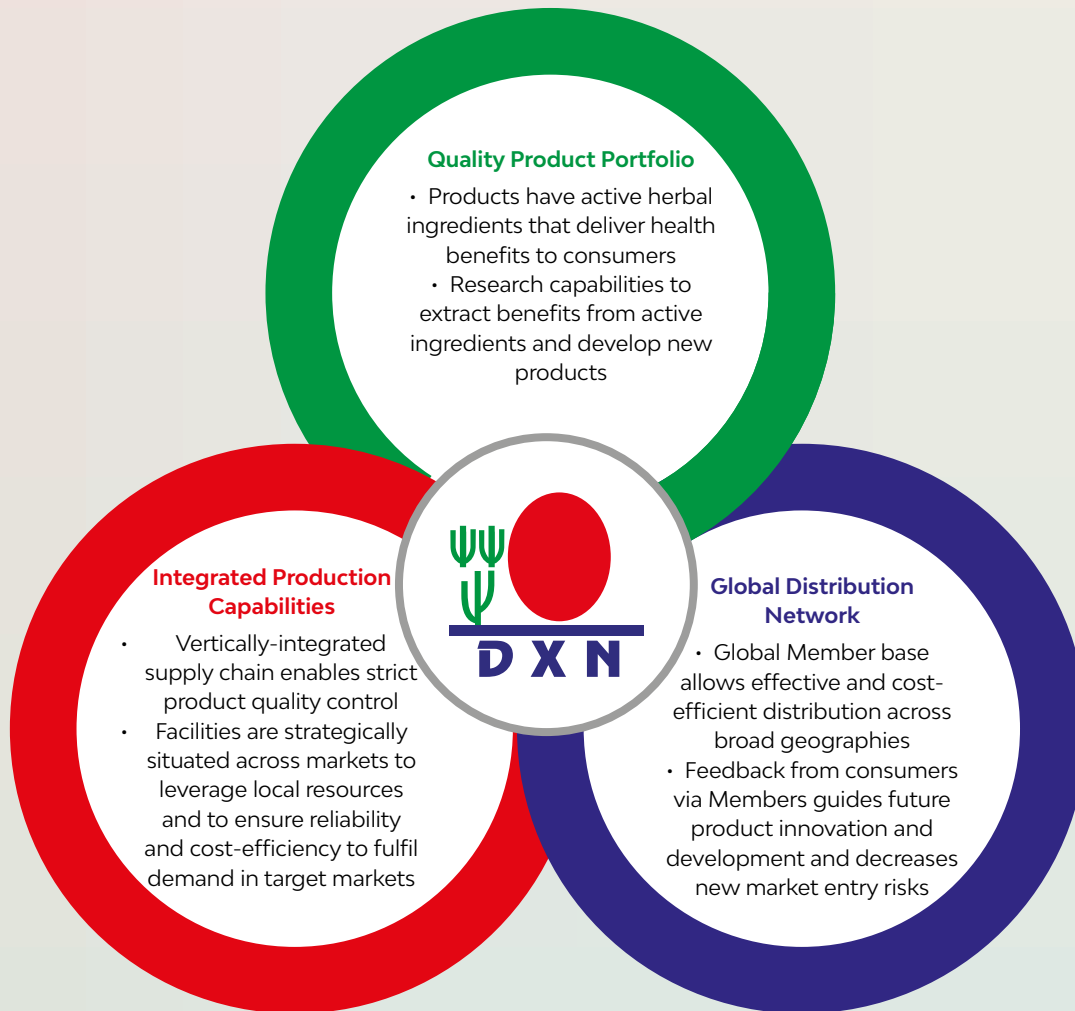 Quality Product Portfolio
• Products have active herbal
ingredients that deliver health
benefits to consumers
• Research capabilities to
extract benefits from active
ingredients and develop new
products
Integrated Production
Capabilities
• Vertically-integrated
supply chain enables strict
product quality control
• Facilities are strategically
situated across markets to
leverage local resources
and to ensure reliability
and cost-efficiency to fulfil
demand in target markets
DXN
Global Distribution
Network
• Global Member base
allows effective and cost-
efficient distribution across
broad geographies
• Feedback from consumers
via Members guides future
product innovation and
development and decreases
new market entry risks